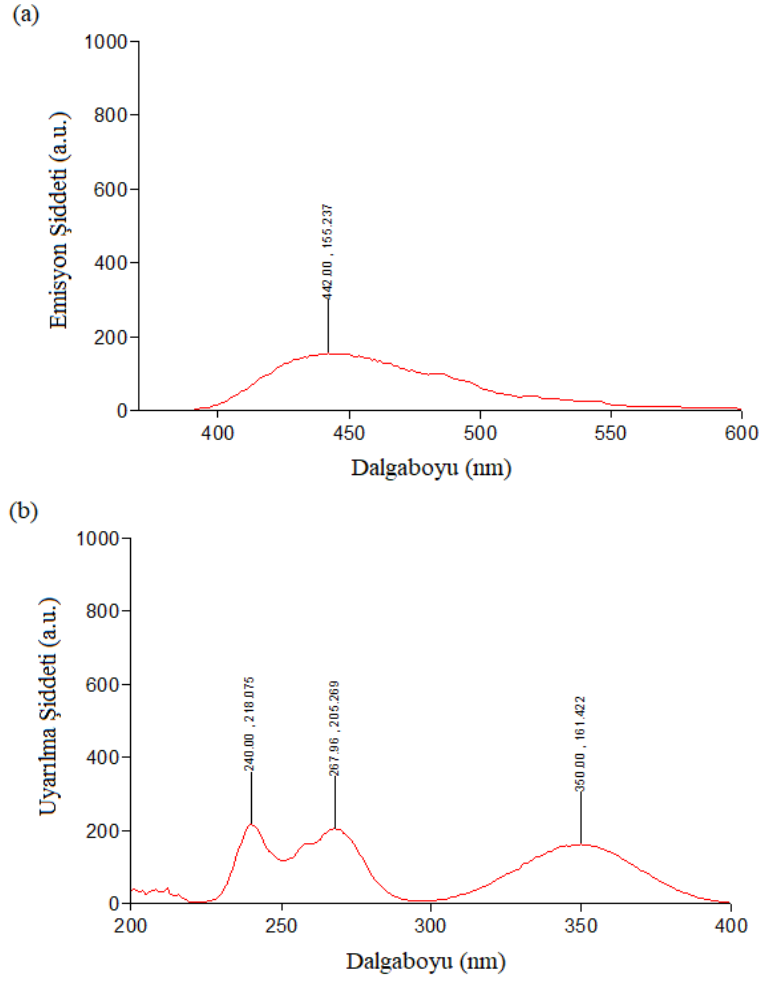 (a)
1000
800
600
400
200
0
Emisyon Şiddeti (a.u.)
442.00 , 155.237
400 450 500 550 600
Dalgaboyu (nm)
(b)
1000
800
600
400
200
0
Uyarılma Şiddeti (a.u.)
240.00 , 218.075
267.96 , 205.269
350.00 , 161.422
200 250 300 350 400
Dalgaboyu (nm)